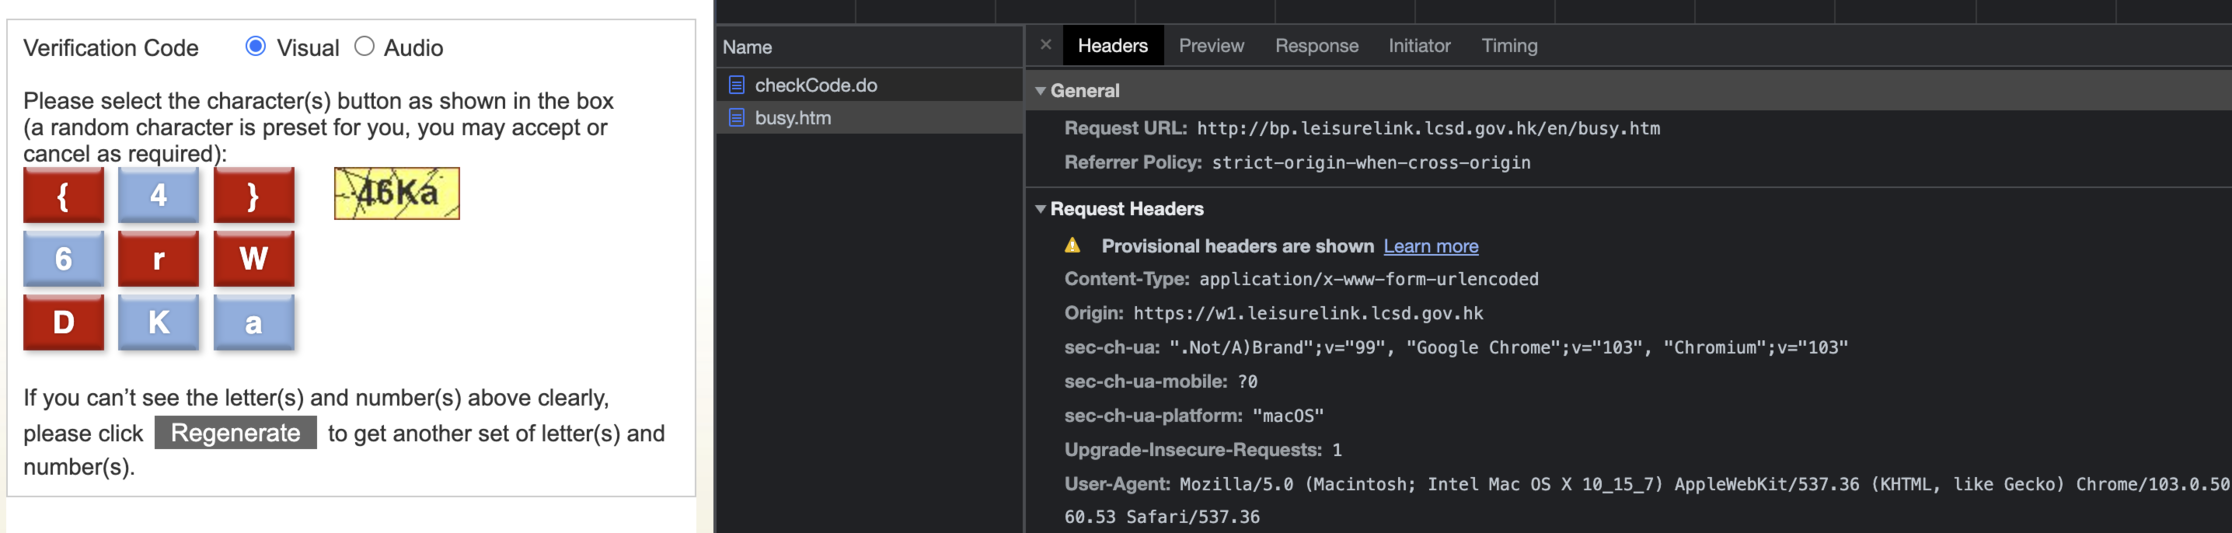 Verification Code Visual Audio
Please select the character(s) button as shown in the box
(a random character is preset for you, you may accept or
cancel as required):
{ 4 } 46Ka
6 r W
D K a
If you can’t see the letter(s) and number(s) above clearly,
please click Regenerate to get another set of letter(s) and
number(s).
Name
checkCode.do
busy.htm
× Headers Preview Response Initiator Timing
▼ General
Request URL: http://bp.leisurelink.lcsd.gov.hk/en/busy.htm
Referrer Policy: strict-origin-when-cross-origin
▼ Request Headers
Provisional headers are shown Learn more
Content-Type: application/x-www-form-urlencoded
Origin: https://w1.leisurelink.lcsd.gov.hk
sec-ch-ua: ".Not/A)Brand";v="99", "Google Chrome";v="103", "Chromium";v="103"
sec-ch-ua-mobile: ?0
sec-ch-ua-platform: "macOS"
Upgrade-Insecure-Requests: 1
User-Agent: Mozilla/5.0 (Macintosh; Intel Mac OS X 10_15_7) AppleWebKit/537.36 (KHTML, like Gecko) Chrome/103.0.50
60.53 Safari/537.36